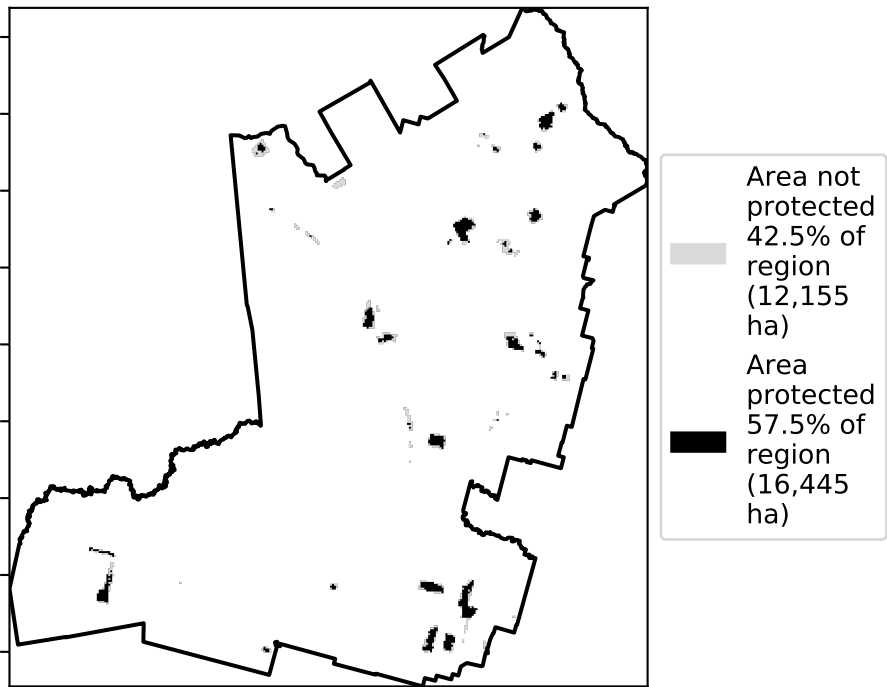 Area not
protected
42.5% of
region
(12,155
ha)
Area
protected
57.5% of
region
(16,445
ha)